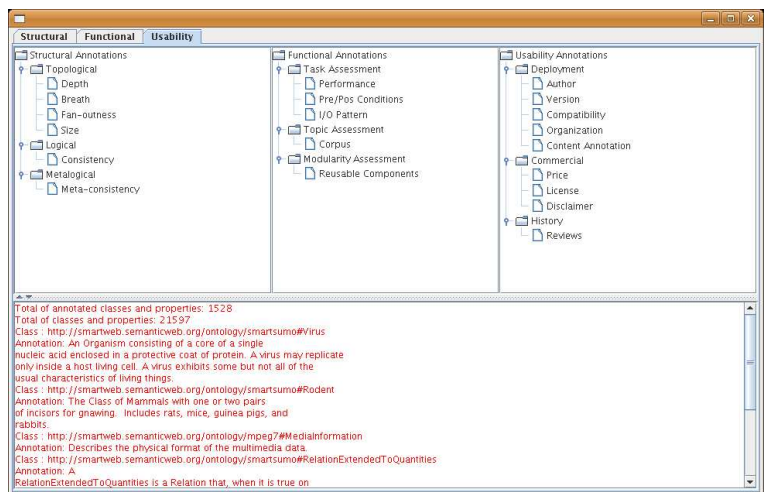 Structural Functional Usability
Structural Annotations
Topological
Depth
Breath
Fan-outness
Size
Logical
Consistency
Metalogical
Meta-consistency
Functional Annotations
Task Assessment
Performance
Pre/Pos Conditions
I/O Pattern
Topic Assessment
Corpus
Modularity Assessment
Reusable Components
Usability Annotations
Deployment
Author
Version
Compatibility
Organization
Content Annotation
Commercial
Price
License
Disclaimer
History
Reviews
Total of annotated classes and properties: 1528
Total of classes and properties: 21597
Class : http://smartweb.semanticweb.org/ontology/smartsumo#Virus
Annotation: An Organism consisting of a core of a single
nucleic acid enclosed in a protective coat of protein. A virus may replicate
only inside a host living cell. A virus exhibits some but not all of the
usual characteristics of living things.
Class : http://smartweb.semanticweb.org/ontology/smartsumo#Rodent
Annotation: The Class of Mammals with one or two pairs
of incisors for gnawing. Includes rats, mice, guinea pigs, and
rabbits.
Class : http://smartweb.semanticweb.org/ontology/mpeg7#MediaInformation
Annotation: Describes the physical format of the multimedia data.
Class : http://smartweb.semanticweb.org/ontology/smartsumo#RelationExtendedToQuantities
Annotation: A
RelationExtendedToQuantities is a Relation that, when it is true on